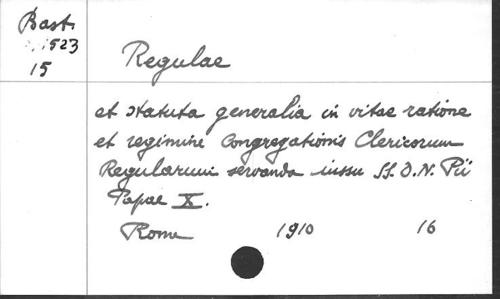 Bast.
1523
15
Regulae
et statuta generalia in vitae ratione
et regimine Congregationis Clericorum
Regularium servanda iussu SS. D. N. Pii
Papae X.
Rome 1910 16